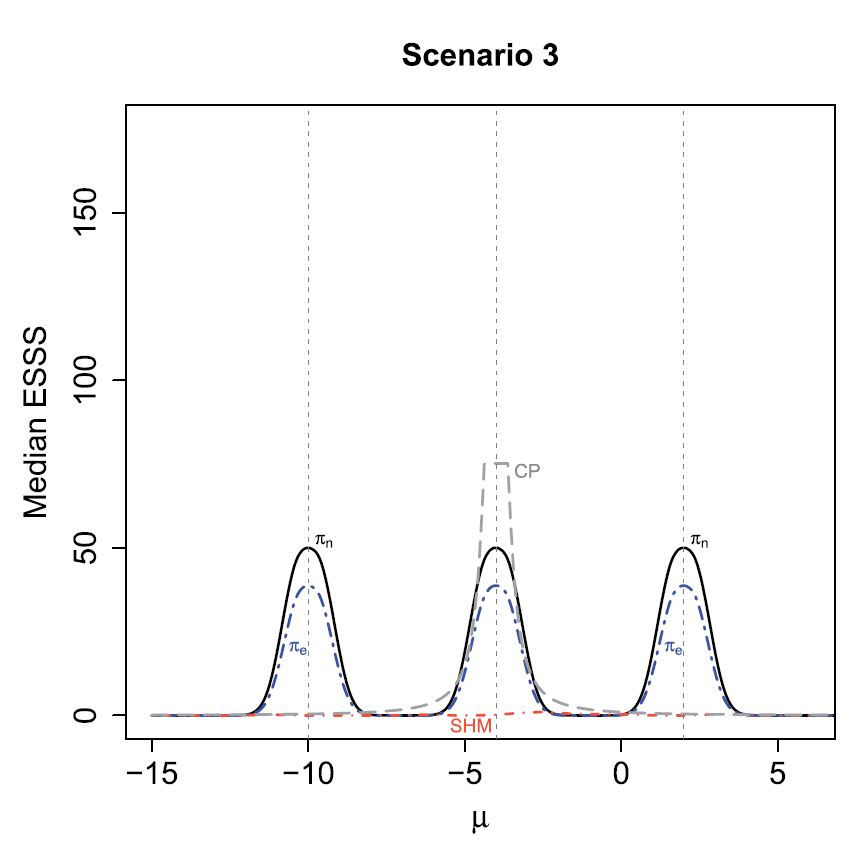 Scenario 3
Median ESSS
150
100
50
0
CP
πn
πn
πe
πe
SHM
−15
−10
−5
0
5
μ